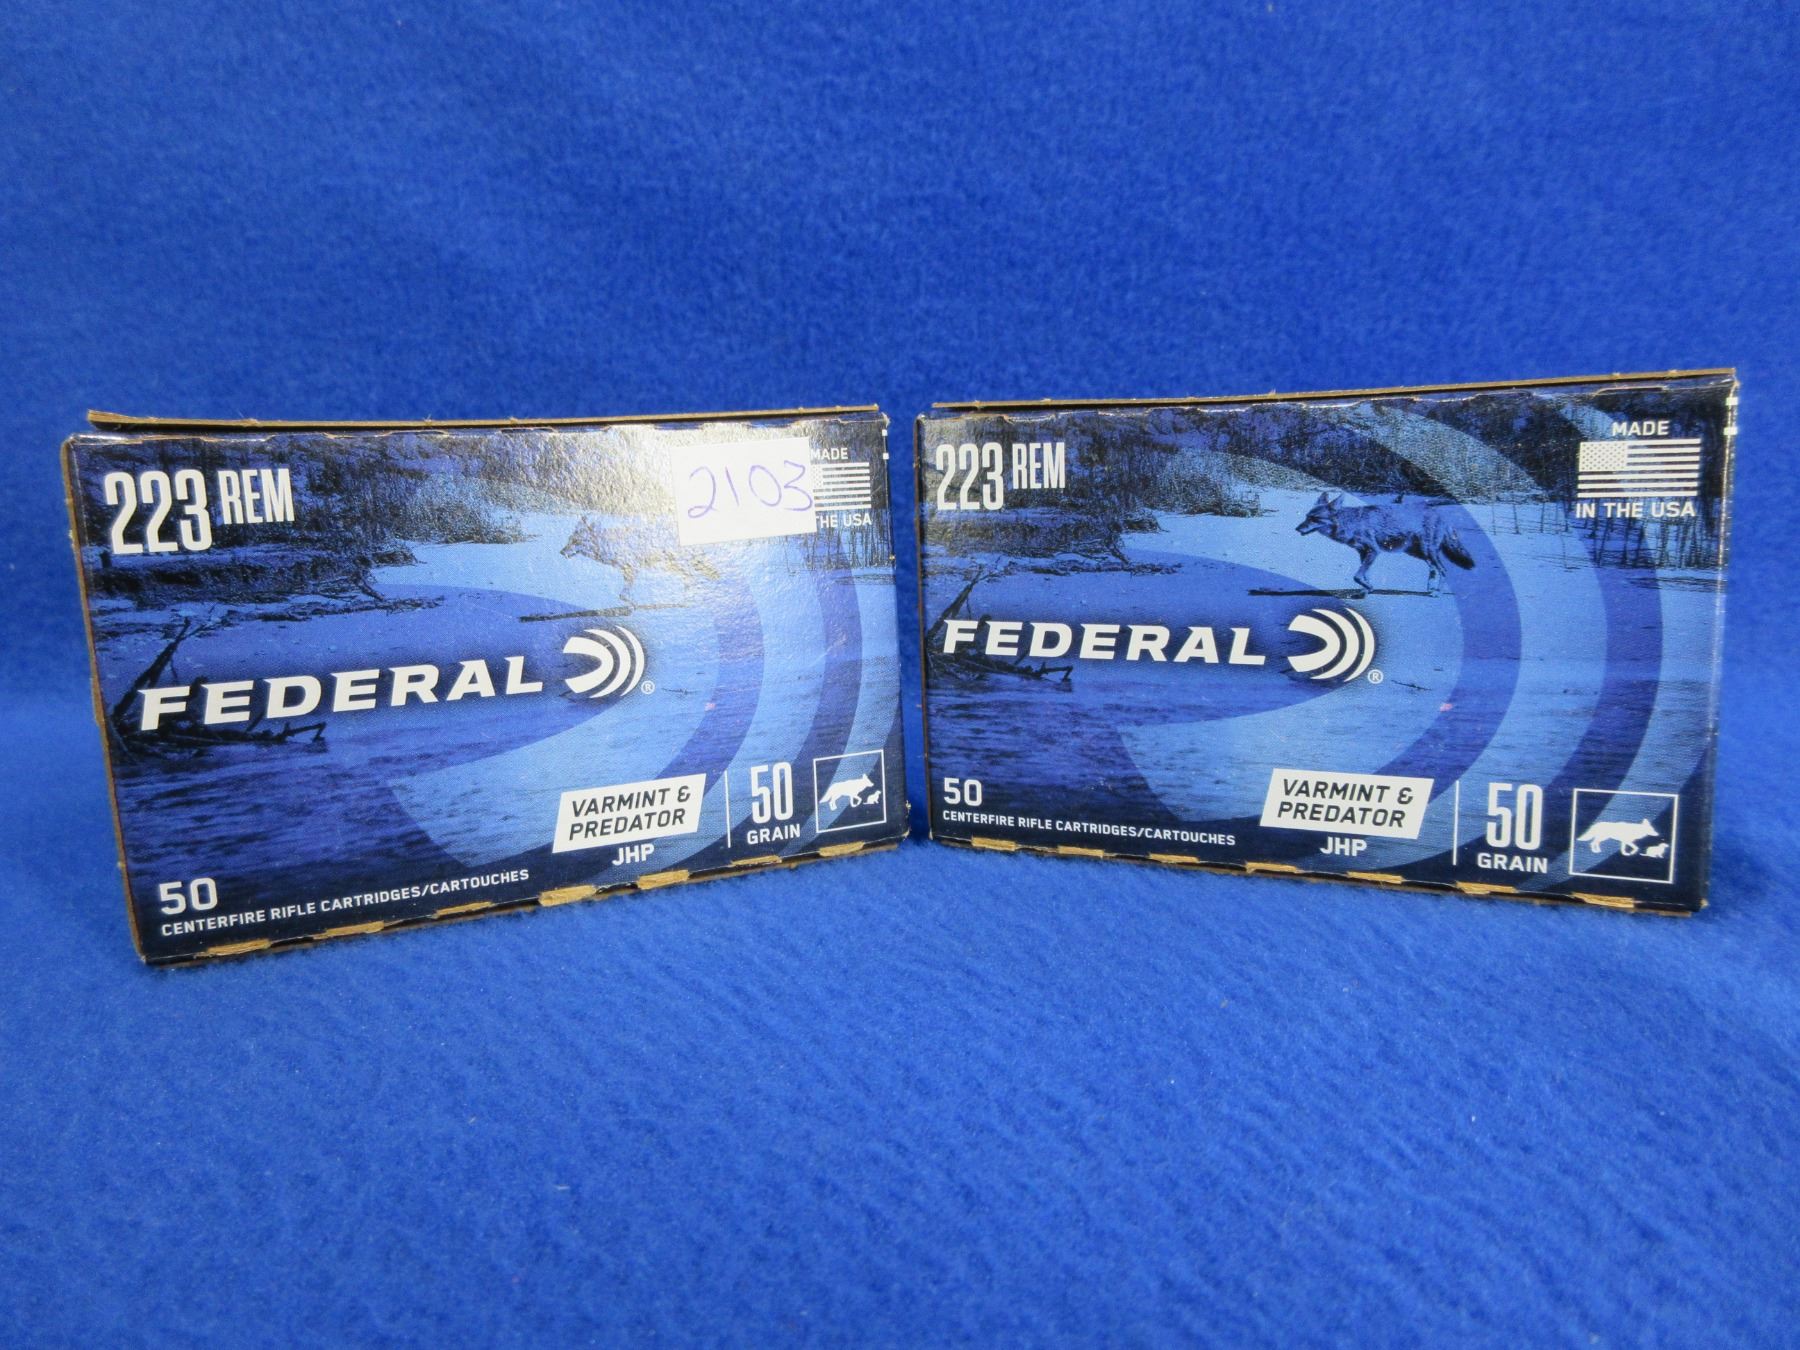 223 REM
2103
MADE
THE USA
FEDERAL®
VARMINT &
PREDATOR
JHP
50
GRAIN
50
CENTERFIRE RIFLE CARTRIDGES/CARTOUCHES
223 REM
MADE
IN THE USA
FEDERAL®
50
CENTERFIRE RIFLE CARTRIDGES/CARTOUCHES
VARMINT &
PREDATOR
JHP
50
GRAIN